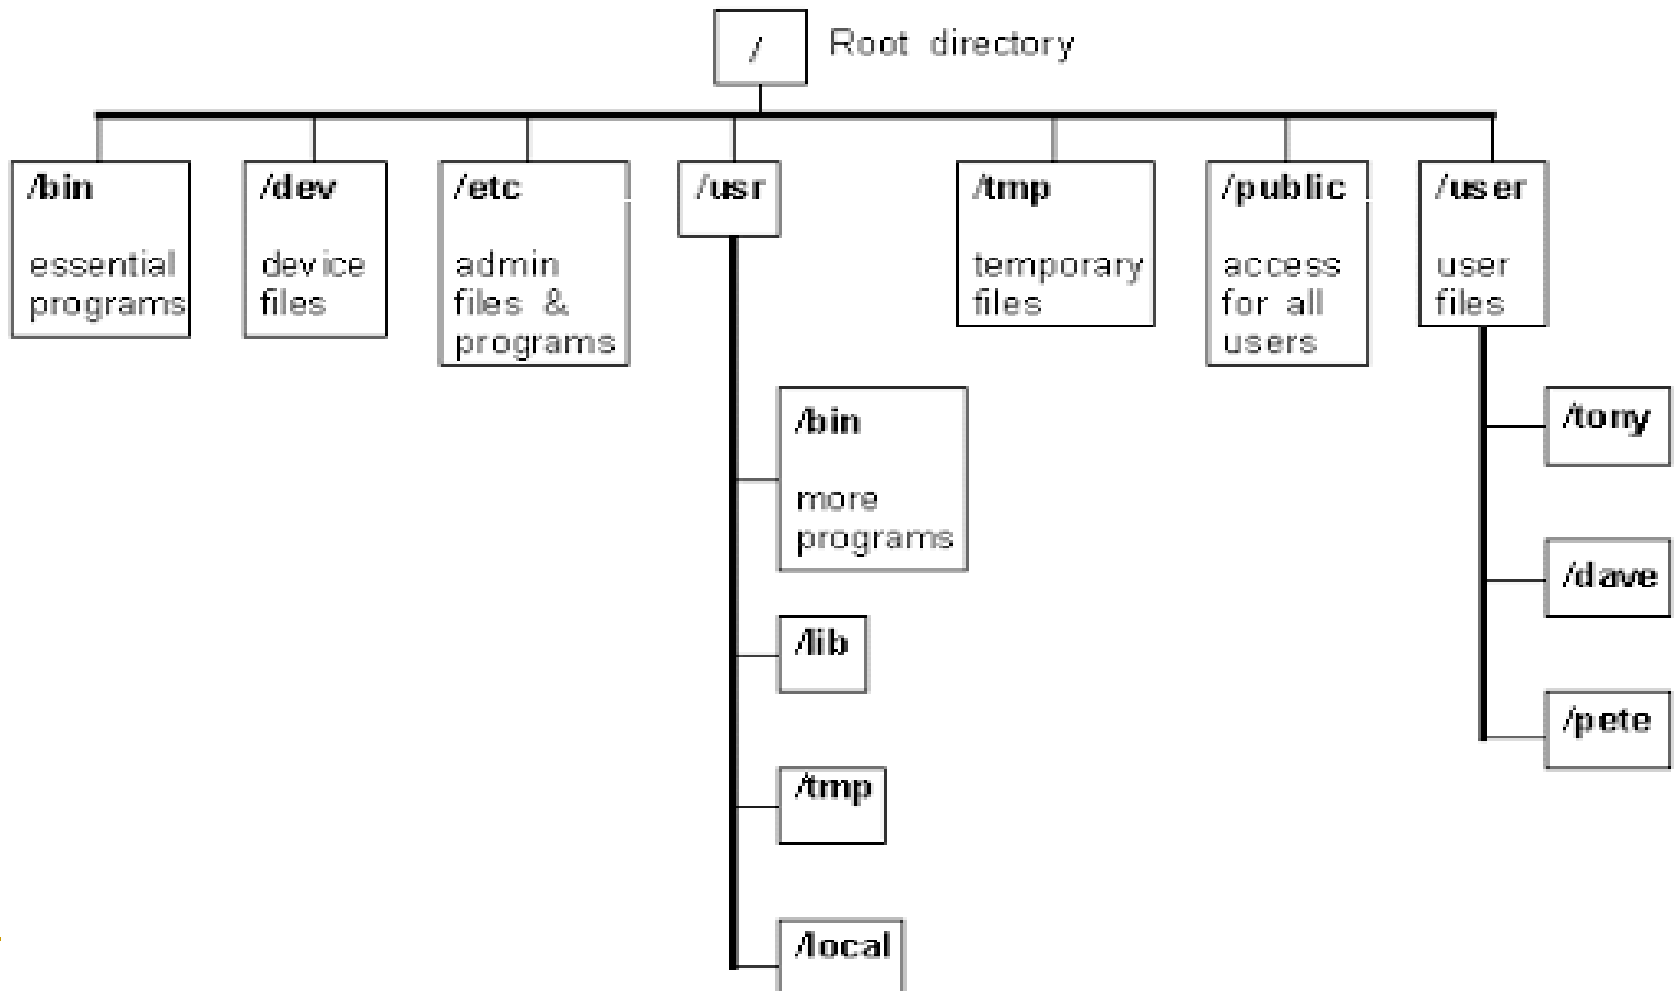 / Root directory
/bin
essential
programs
/dev
device
files
/etc
admin
files &
programs
/usr
/tmp
temporary
files
/public
access
for all
users
/user
user
files
/bin
more
programs
/lib
/tmp
/local
/tony
/dave
/pete